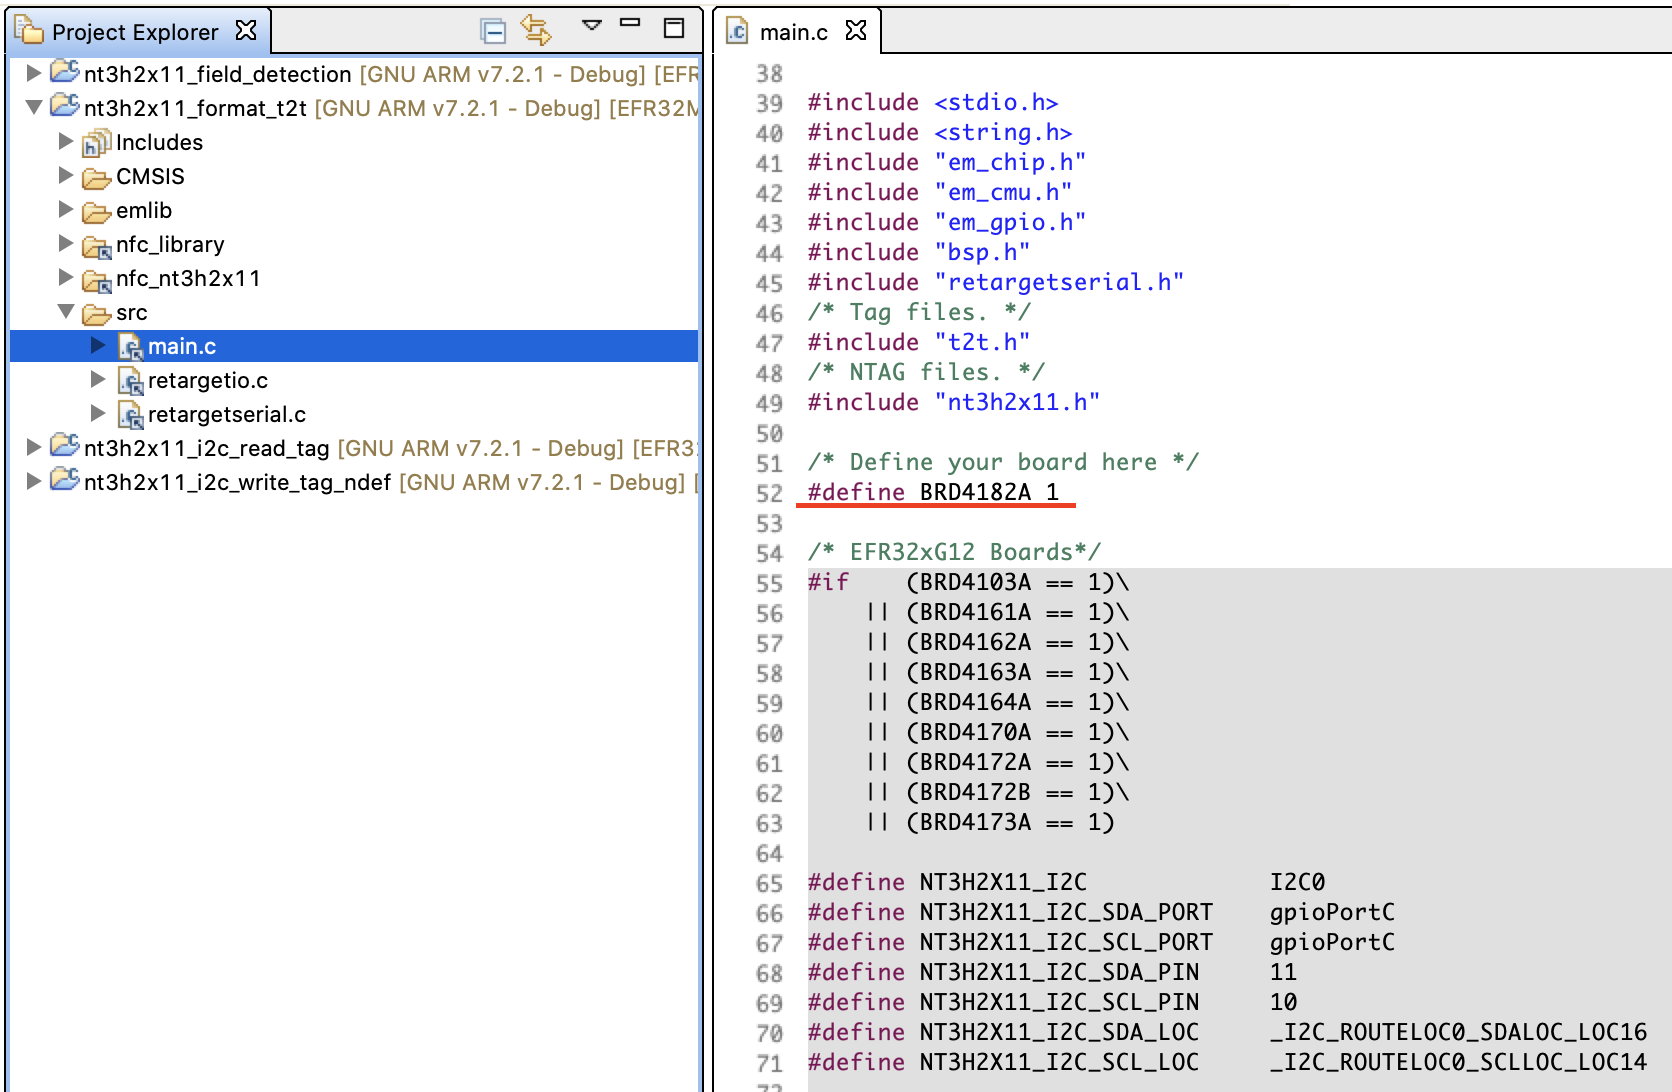 Project Explorer
nt3h2x11_field_detection [GNU ARM v7.2.1 - Debug] [EFR
nt3h2x11_format_t2t [GNU ARM v7.2.1 - Debug] [EFR32M
Includes
CMSIS
emlib
nfc_library
nfc_nt3h2x11
src
main.c
retargetio.c
retargetserial.c
nt3h2x11_i2c_read_tag [GNU ARM v7.2.1 - Debug] [EFR3
nt3h2x11_i2c_write_tag_ndef [GNU ARM v7.2.1 - Debug] [
main.c
38
39 #include <stdio.h>
40 #include <string.h>
41 #include "em_chip.h"
42 #include "em_cmu.h"
43 #include "em_gpio.h"
44 #include "bsp.h"
45 #include "retargetserial.h"
46 /* Tag files. */
47 #include "t2t.h"
48 /* NTAG files. */
49 #include "nt3h2x11.h"
50
51 /* Define your board here */
52 #define BRD4182A 1
53
54 /* EFR32xG12 Boards*/
55 #if    (BRD4103A == 1)\
56     || (BRD4161A == 1)\
57     || (BRD4162A == 1)\
58     || (BRD4163A == 1)\
59     || (BRD4164A == 1)\
60     || (BRD4170A == 1)\
61     || (BRD4172A == 1)\
62     || (BRD4172B == 1)\
63     || (BRD4173A == 1)
64
65 #define NT3H2X11_I2C             I2C0
66 #define NT3H2X11_I2C_SDA_PORT    gpioPortC
67 #define NT3H2X11_I2C_SCL_PORT    gpioPortC
68 #define NT3H2X11_I2C_SDA_PIN     11
69 #define NT3H2X11_I2C_SCL_PIN     10
70 #define NT3H2X11_I2C_SDA_LOC     _I2C_ROUTELOC0_SDALOC_LOC16
71 #define NT3H2X11_I2C_SCL_LOC     _I2C_ROUTELOC0_SCLLOC_LOC14